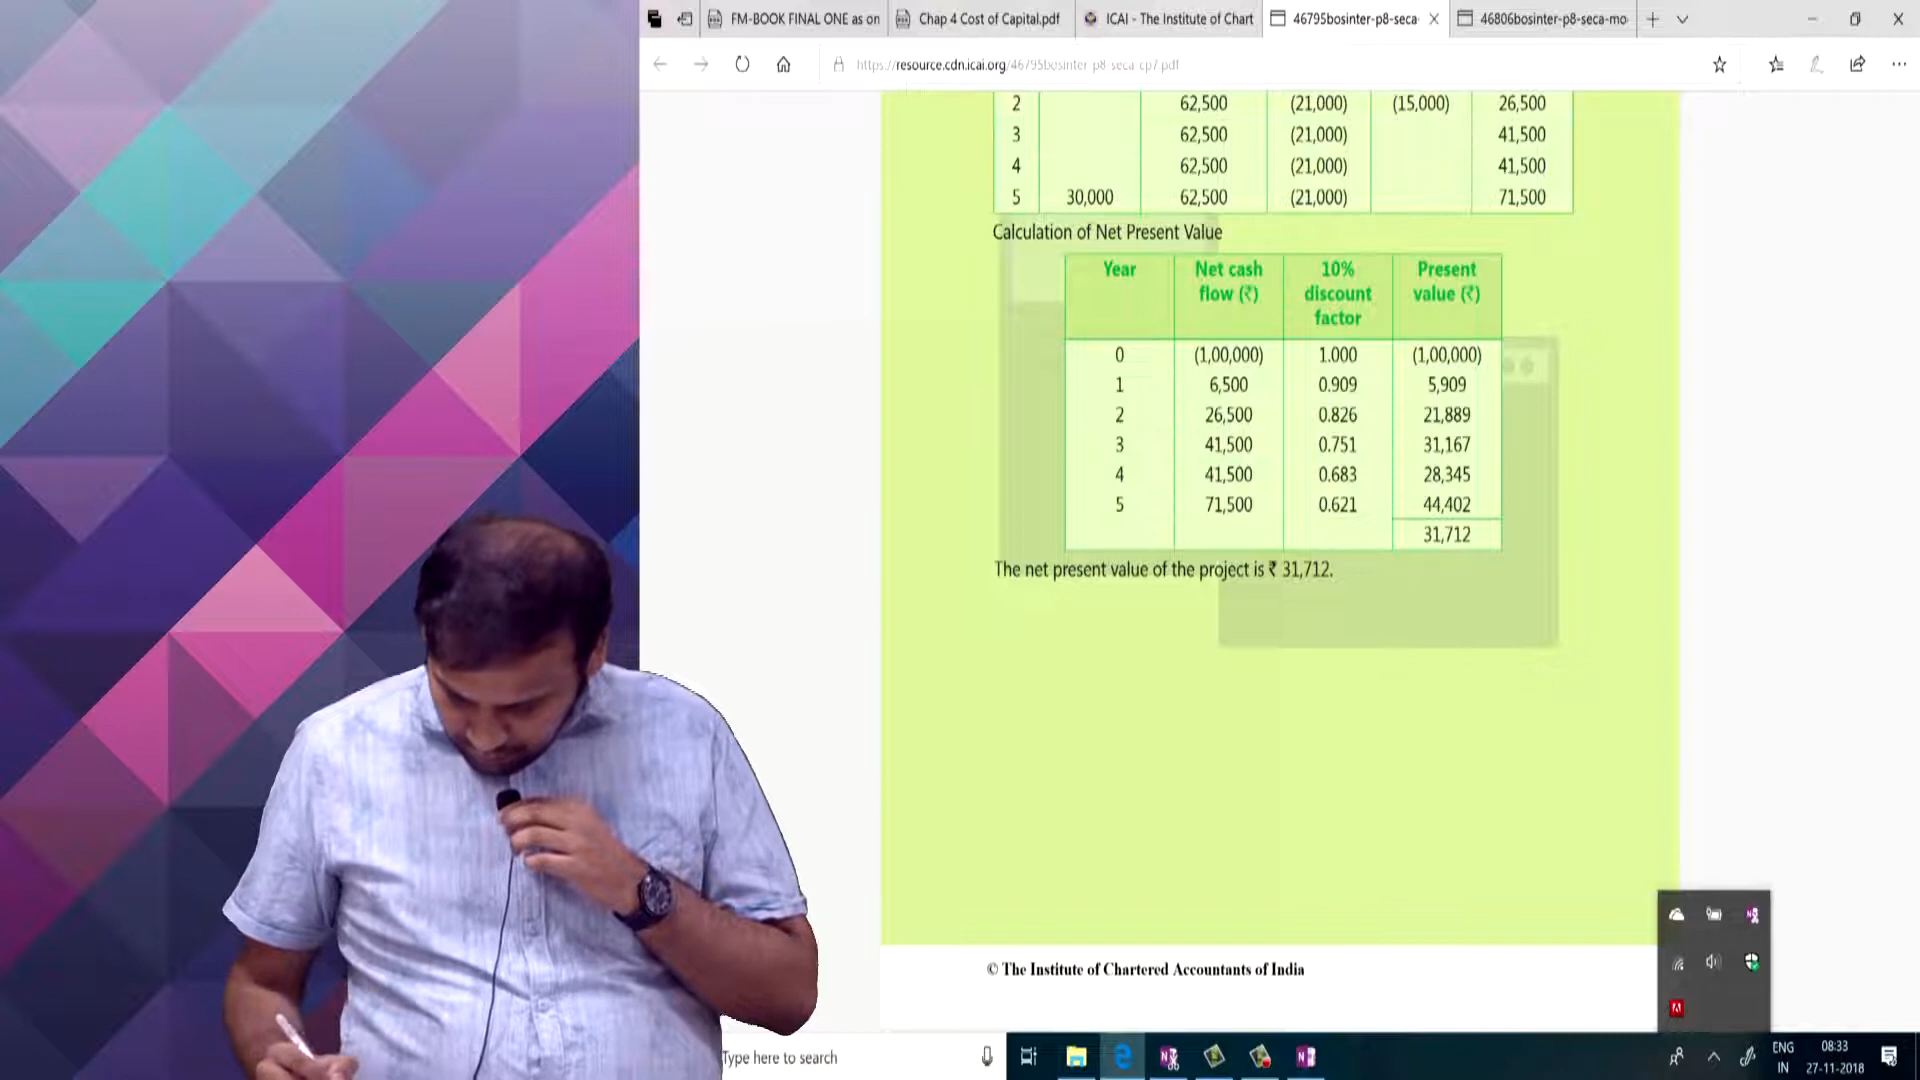 FM-BOOK FINAL ONE as on
Chap 4 Cost of Capital.pdf
ICAI - The Institute of Chart
46795bosinter-p8-seca-
46806bosinter-p8-seca-mo
https://resource.cdn.icai.org/46795bosinter-p8-seca-cp7.pdf
2 62,500 (21,000) (15,000) 26,500
3 62,500 (21,000) 41,500
4 62,500 (21,000) 41,500
5 30,000 62,500 (21,000) 71,500
Calculation of Net Present Value
Year Net cash flow (₹) 10% discount factor Present value (₹)
0 (1,00,000) 1.000 (1,00,000)
1 6,500 0.909 5,909
2 26,500 0.826 21,889
3 41,500 0.751 31,167
4 41,500 0.683 28,345
5 71,500 0.621 44,402
31,712
The net present value of the project is ₹ 31,712.
© The Institute of Chartered Accountants of India
Type here to search
ENG
IN
08:33
27-11-2018